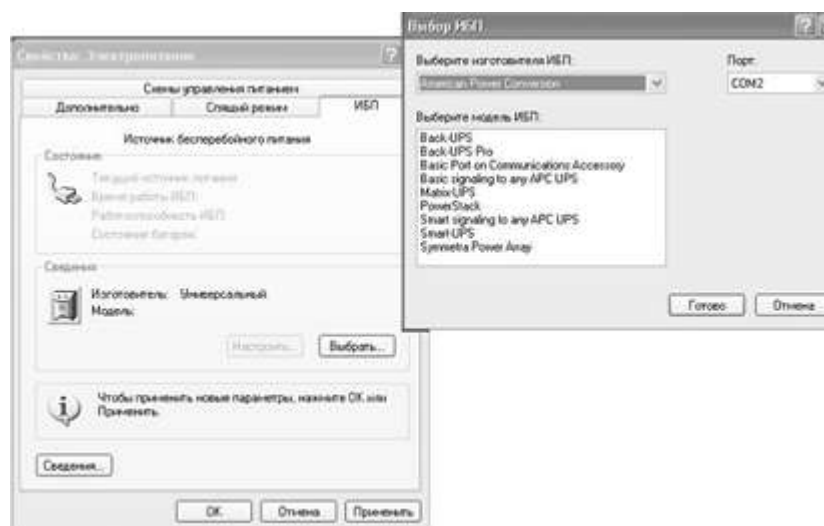 Свойства: Электропитание
Схемы управления питанием
Дополнительно
Спящий режим
ИБП
Источник бесперебойного питания
Состояние
Текущий источник питания:
Время работы ИБП:
Работоспособность ИБП:
Состояние батареи:
Сведения
Изготовитель: Универсальный
Модель:
Настроить...
Выбрать...
Чтобы применить новые параметры, нажмите OK или
Применить.
Сведения...
OK
Отмена
Применить
Выбор ИБП
Выберите изготовителя ИБП:
Порт:
American Power Conversion
COM2
Выберите модель ИБП:
Back-UPS
Back-UPS Pro
Basic Port on Communications Accessory
Basic signaling to any APC UPS
Matrix-UPS
PowerStack
Smart signaling to any APC UPS
Smart-UPS
Symmetra Power Array
Готово
Отмена